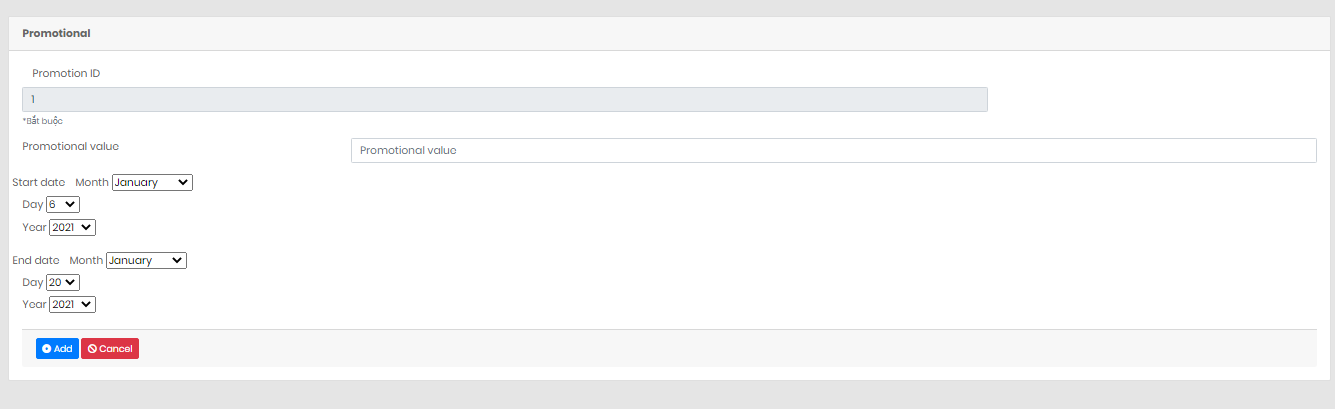 Promotional
Promotion ID
1
*Bắt buộc
Promotional value
Promotional value
Start date Month January
Day 6
Year 2021
End date Month January
Day 20
Year 2021
Add Cancel